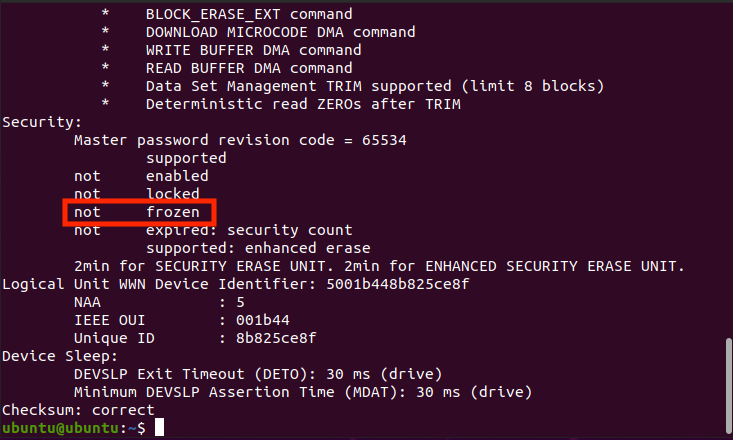 * BLOCK_ERASE_EXT command
* DOWNLOAD MICROCODE DMA command
* WRITE BUFFER DMA command
* READ BUFFER DMA command
* Data Set Management TRIM supported (limit 8 blocks)
* Deterministic read ZEROs after TRIM
Security:
Master password revision code = 65534
supported
not enabled
not locked
not frozen
not expired: security count
supported: enhanced erase
2min for SECURITY ERASE UNIT. 2min for ENHANCED SECURITY ERASE UNIT.
Logical Unit WWN Device Identifier: 5001b448b825ce8f
NAA : 5
IEEE OUI : 001b44
Unique ID : 8b825ce8f
Device Sleep:
DEVSLP Exit Timeout (DETO): 30 ms (drive)
Minimum DEVSLP Assertion Time (MDAT): 30 ms (drive)
Checksum: correct
ubuntu@ubuntu:~$